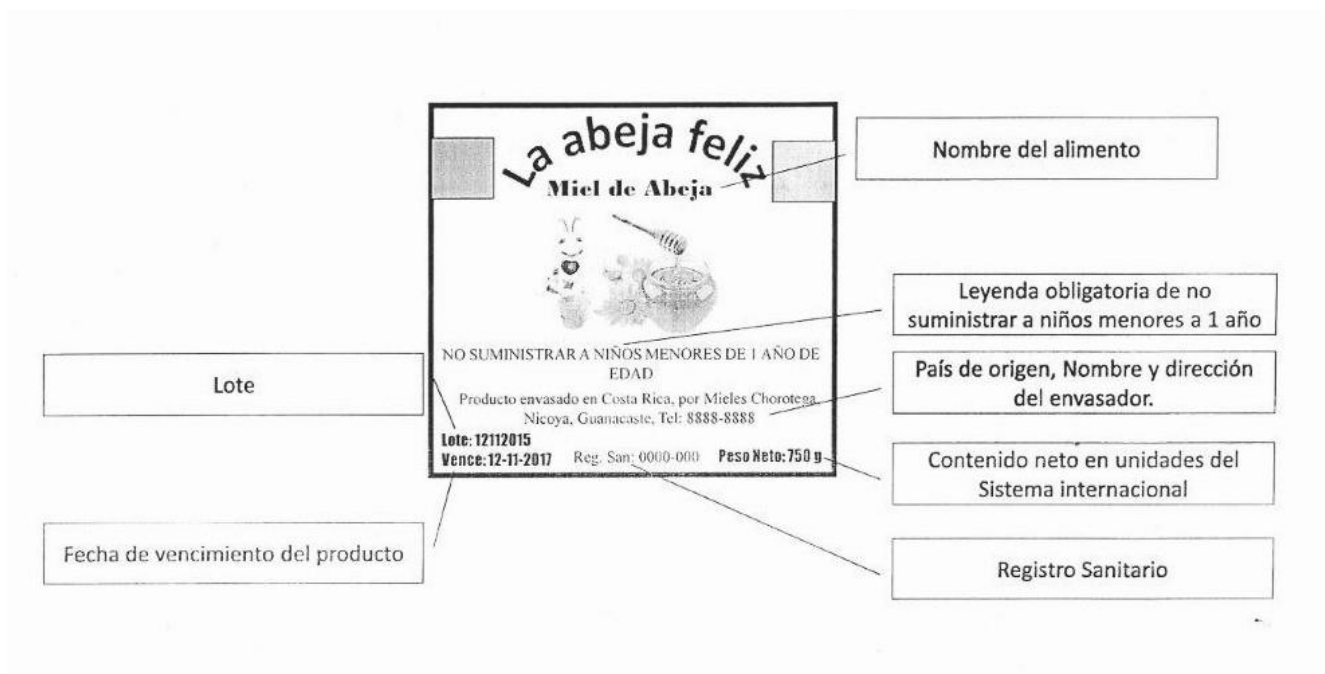 La abeja feliz
Miel de Abeja
NO SUMINISTRAR A NIÑOS MENORES DE 1 AÑO DE
EDAD
Producto envasado en Costa Rica, por Mieles Chorotega,
Nicoya, Guanacaste, Tel: 8888-8888
Lote: 12112015
Vence: 12-11-2017
Reg. San: 0000-000
Peso Neto: 750 g
Nombre del alimento
Leyenda obligatoria de no
suministrar a niños menores a 1 año
País de origen, Nombre y dirección
del envasador.
Contenido neto en unidades del
Sistema internacional
Registro Sanitario
Lote
Fecha de vencimiento del producto